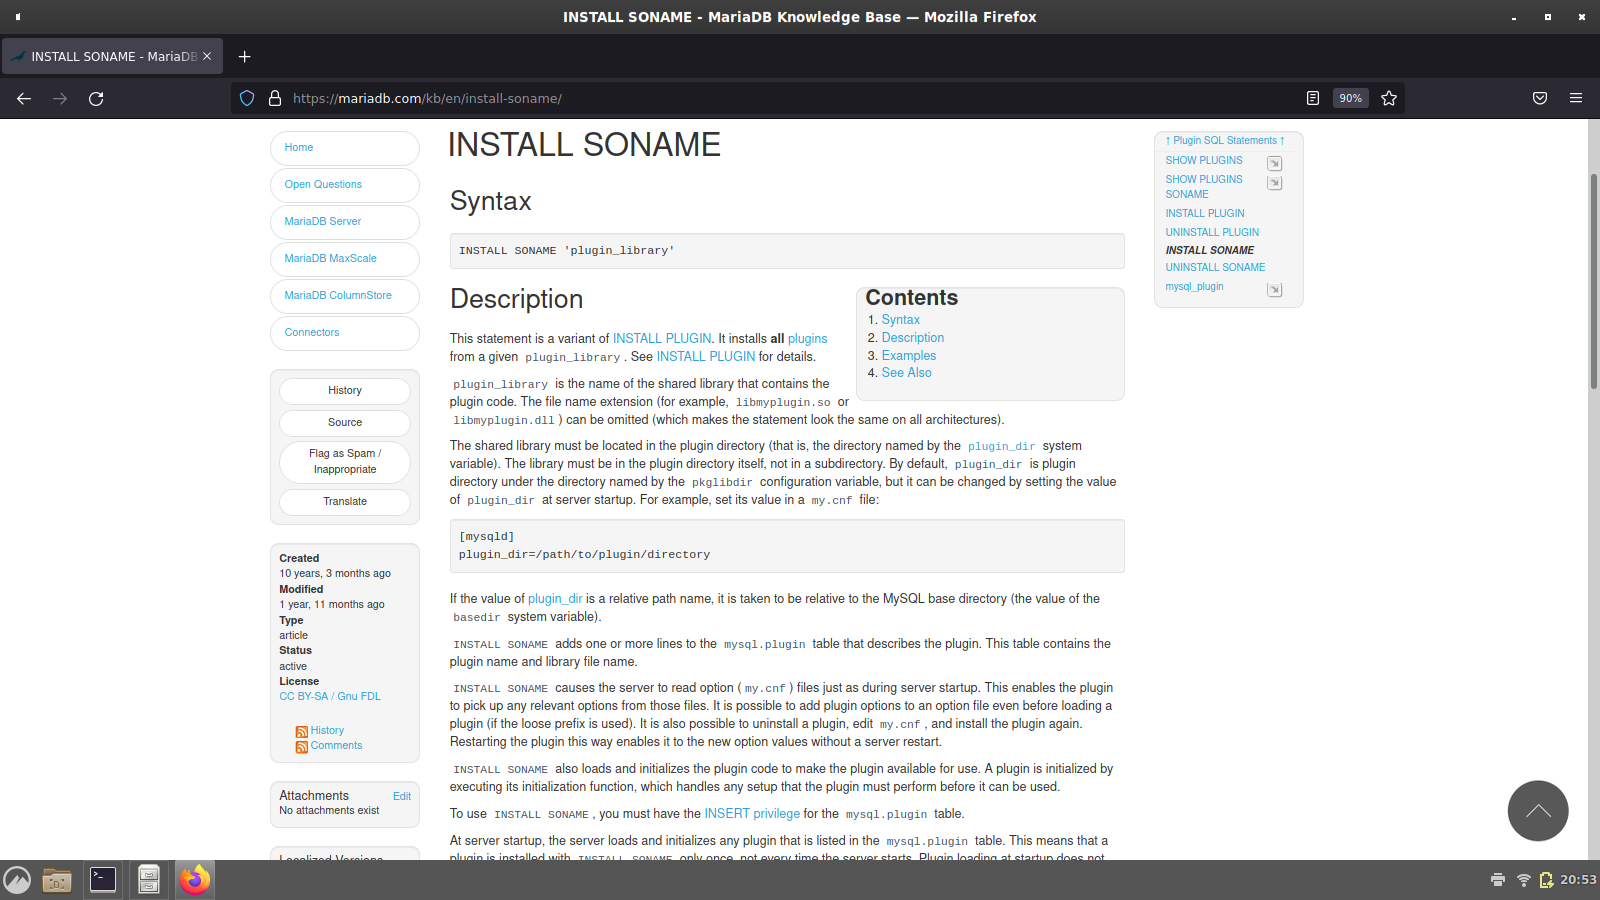 INSTALL SONAME - MariaDB Knowledge Base — Mozilla Firefox
INSTALL SONAME - MariaDB
https://mariadb.com/kb/en/install-soname/
90%
Home
Open Questions
MariaDB Server
MariaDB MaxScale
MariaDB ColumnStore
Connectors
History
Source
Flag as Spam /
Inappropriate
Translate
Created
10 years, 3 months ago
Modified
1 year, 11 months ago
Type
article
Status
active
License
CC BY-SA / Gnu FDL
History
Comments
Attachments Edit
No attachments exist
Localized Versions
INSTALL SONAME
Syntax
INSTALL SONAME 'plugin_library'
Description
This statement is a variant of INSTALL PLUGIN. It installs all plugins
from a given plugin_library. See INSTALL PLUGIN for details.
plugin_library is the name of the shared library that contains the
plugin code. The file name extension (for example, libmyplugin.so or
libmyplugin.dll) can be omitted (which makes the statement look the same on all architectures).
The shared library must be located in the plugin directory (that is, the directory named by the plugin_dir system
variable). The library must be in the plugin directory itself, not in a subdirectory. By default, plugin_dir is plugin
directory under the directory named by the pkglibdir configuration variable, but it can be changed by setting the value
of plugin_dir at server startup. For example, set its value in a my.cnf file:
[mysqld]
plugin_dir=/path/to/plugin/directory
If the value of plugin_dir is a relative path name, it is taken to be relative to the MySQL base directory (the value of the
basedir system variable).
INSTALL SONAME adds one or more lines to the mysql.plugin table that describes the plugin. This table contains the
plugin name and library file name.
INSTALL SONAME causes the server to read option (my.cnf) files just as during server startup. This enables the plugin
to pick up any relevant options from those files. It is possible to add plugin options to an option file even before loading a
plugin (if the loose prefix is used). It is also possible to uninstall a plugin, edit my.cnf, and install the plugin again.
Restarting the plugin this way enables it to the new option values without a server restart.
INSTALL SONAME also loads and initializes the plugin code to make the plugin available for use. A plugin is initialized by
executing its initialization function, which handles any setup that the plugin must perform before it can be used.
To use INSTALL SONAME, you must have the INSERT privilege for the mysql.plugin table.
At server startup, the server loads and initializes any plugin that is listed in the mysql.plugin table. This means that a
plugin is installed with INSTALL SONAME only once, not every time the server starts. Plugin loading at startup does not
Contents
1. Syntax
2. Description
3. Examples
4. See Also
↑ Plugin SQL Statements ↑
SHOW PLUGINS
SHOW PLUGINS
SONAME
INSTALL PLUGIN
UNINSTALL PLUGIN
INSTALL SONAME
UNINSTALL SONAME
mysql_plugin
20:53